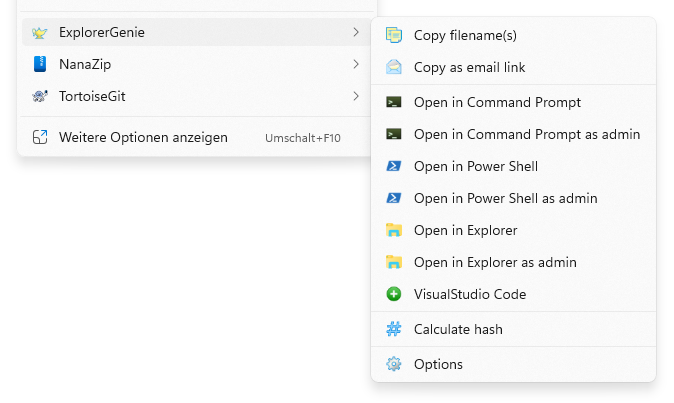 ExplorerGenie
NanaZip
TortoiseGit
Weitere Optionen anzeigen Umschalt+F10
Copy filename(s)
Copy as email link
Open in Command Prompt
Open in Command Prompt as admin
Open in Power Shell
Open in Power Shell as admin
Open in Explorer
Open in Explorer as admin
VisualStudio Code
Calculate hash
Options